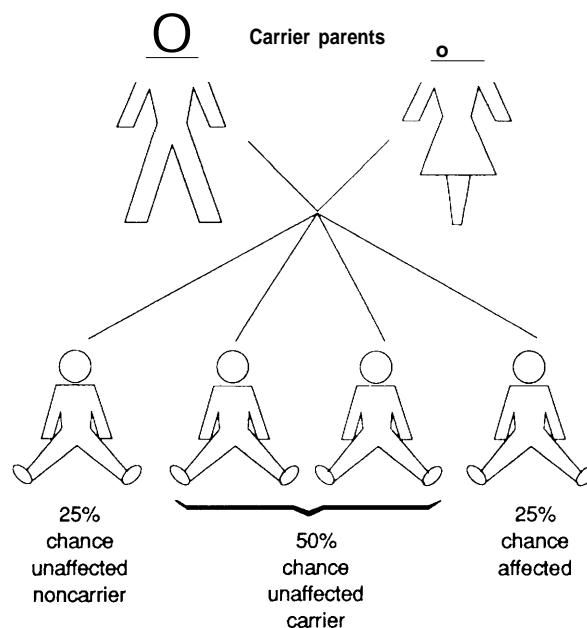 Carrier parents
25%
chance
unaffected
noncarrier
50%
chance
unaffected
carrier
25%
chance
affected